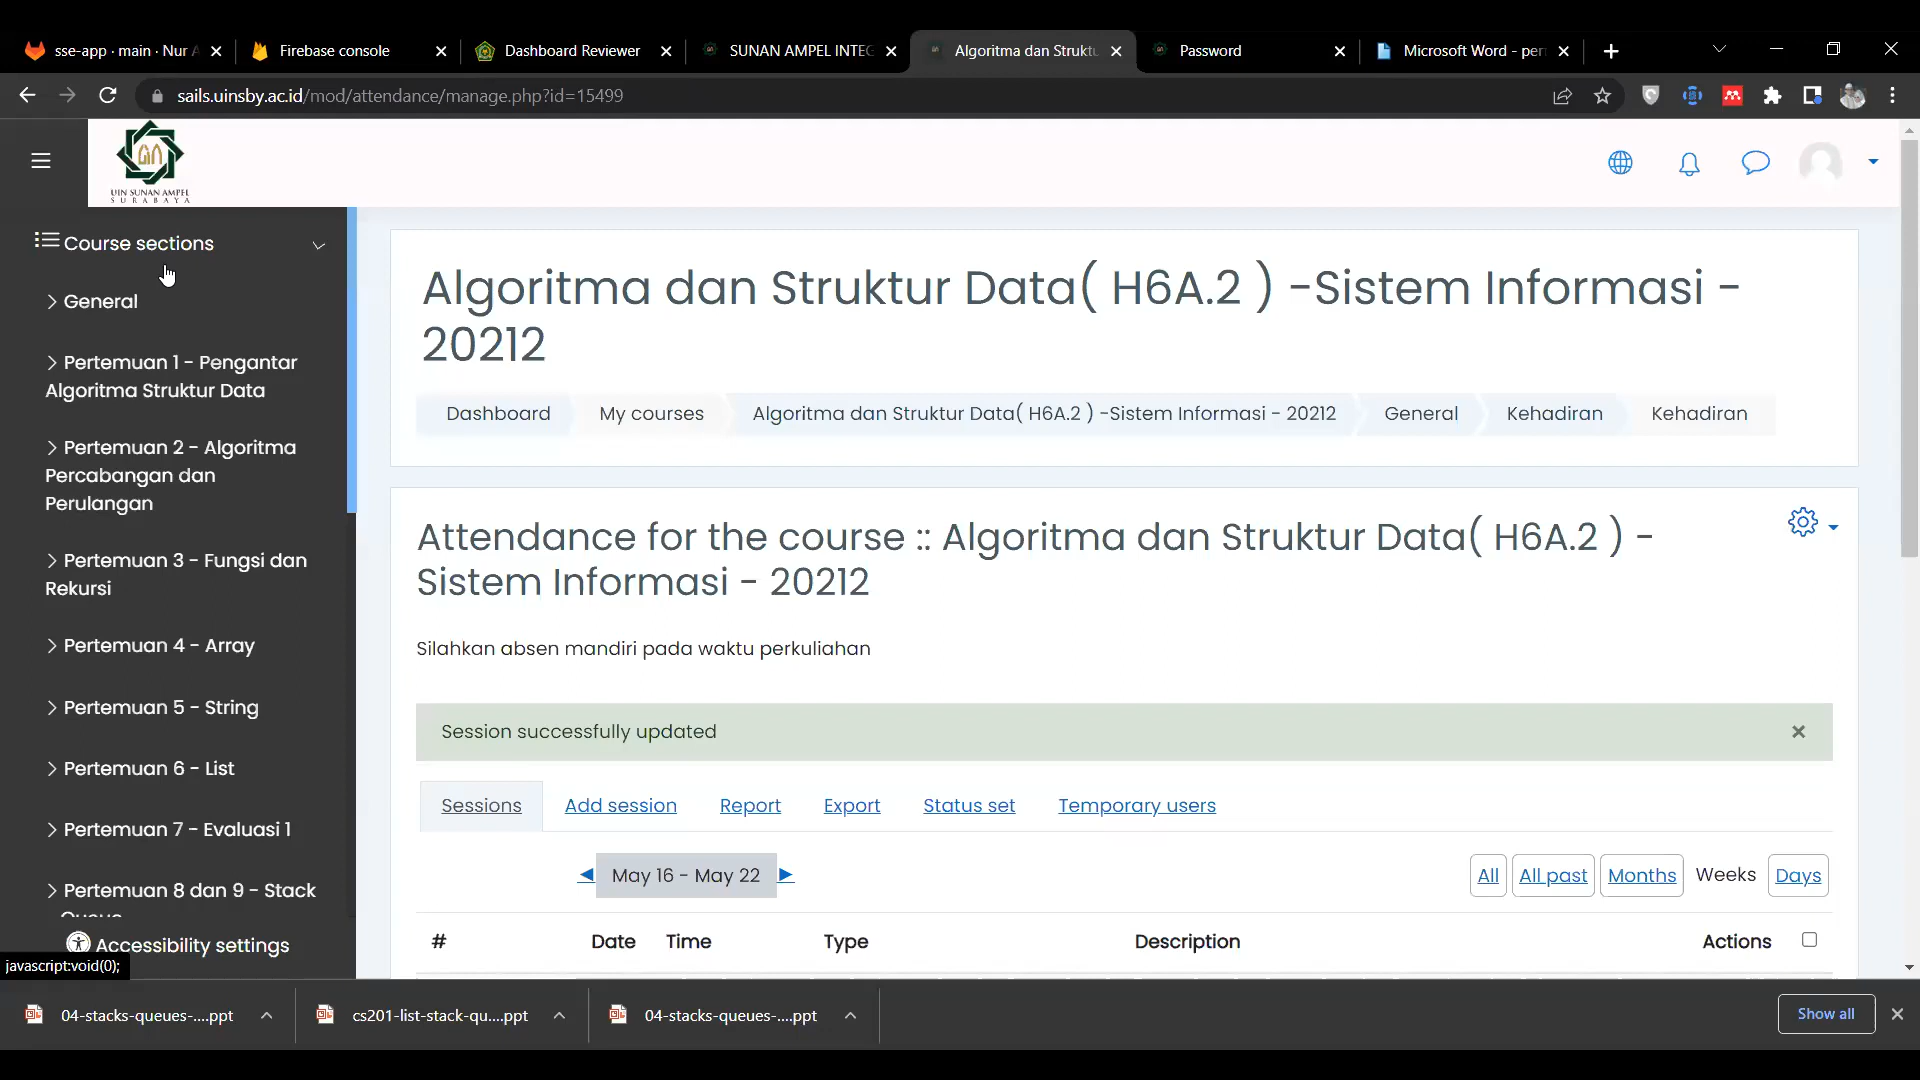 sse-app · main · Nur A
Firebase console
Dashboard Reviewer
SUNAN AMPEL INTEG
Algoritma dan Struktu
Password
Microsoft Word - per
sails.uinsby.ac.id/mod/attendance/manage.php?id=15499
UIN SUNAN AMPEL
SURABAYA
Course sections
General
Pertemuan 1 - Pengantar
Algoritma Struktur Data
Pertemuan 2 - Algoritma
Percabangan dan
Perulangan
Pertemuan 3 - Fungsi dan
Rekursi
Pertemuan 4 - Array
Pertemuan 5 - String
Pertemuan 6 - List
Pertemuan 7 - Evaluasi 1
Pertemuan 8 dan 9 - Stack
Accessibility settings
javascript:void(0);
Algoritma dan Struktur Data( H6A.2 ) -Sistem Informasi -
20212
Dashboard
My courses
Algoritma dan Struktur Data( H6A.2 ) -Sistem Informasi - 20212
General
Kehadiran
Kehadiran
Attendance for the course :: Algoritma dan Struktur Data( H6A.2 ) -
Sistem Informasi - 20212
Silahkan absen mandiri pada waktu perkuliahan
Session successfully updated
Sessions
Add session
Report
Export
Status set
Temporary users
May 16 - May 22
All
All past
Months
Weeks
Days
# Date Time Type Description Actions
04-stacks-queues-....ppt
cs201-list-stack-qu....ppt
04-stacks-queues-....ppt
Show all